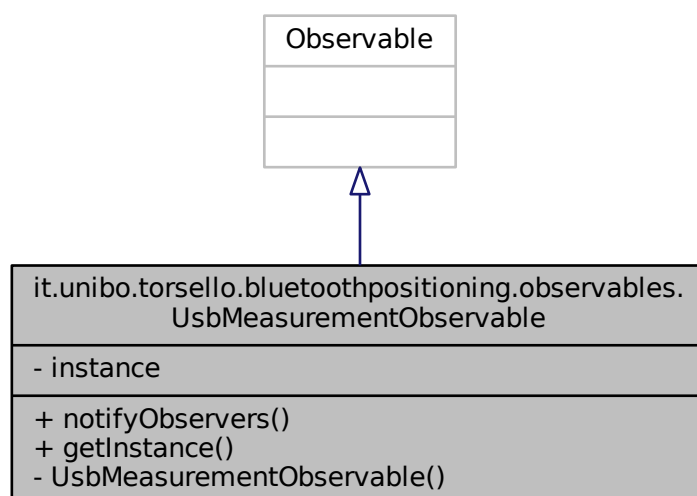 Observable
it.unibo.torsello.bluetoothpositioning.observables.
UsbMeasurementObservable
- instance
+ notifyObservers()
+ getInstance()
- UsbMeasurementObservable()